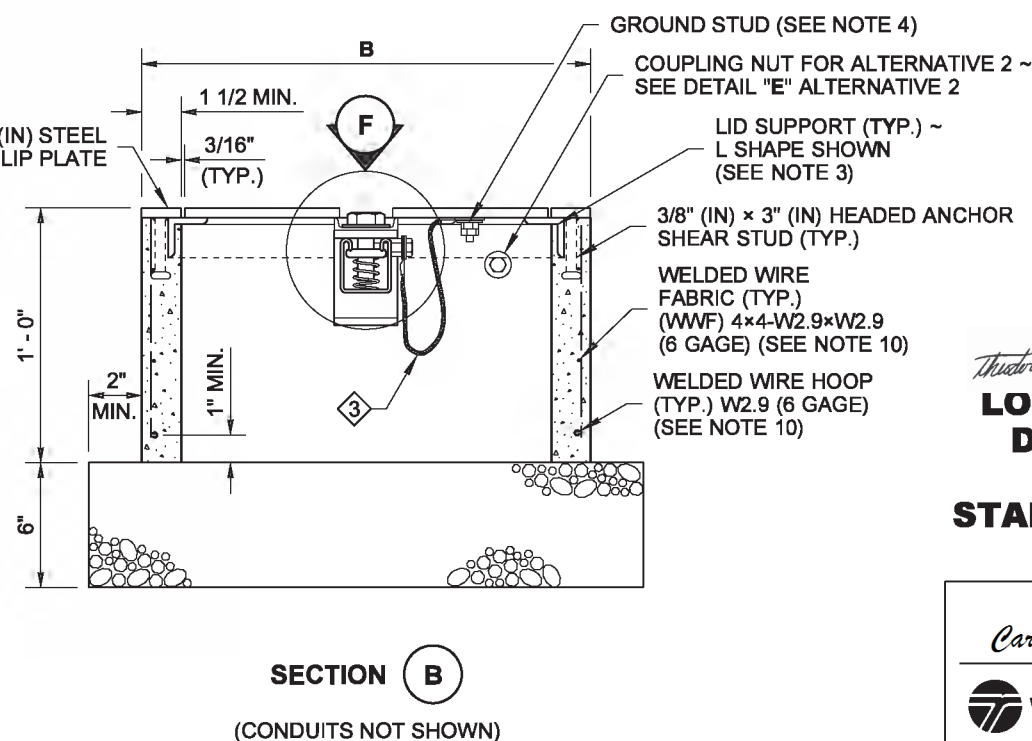 GROUND STUD (SEE NOTE 4)
B
COUPLING NUT FOR ALTERNATIVE 2 ~
SEE DETAIL "E" ALTERNATIVE 2
1 1/2 MIN.
F
LID SUPPORT (TYP.) ~
L SHAPE SHOWN
(SEE NOTE 3)
(IN) STEEL
LIP PLATE
3/16"
(TYP.)
3/8" (IN) × 3" (IN) HEADED ANCHOR
SHEAR STUD (TYP.)
WELDED WIRE
FABRIC (TYP.)
(WWF) 4×4-W2.9×W2.9
(6 GAGE) (SEE NOTE 10)
1' - 0"
2"
MIN.
1" MIN.
3
WELDED WIRE HOOP
(TYP.) W2.9 (6 GAGE)
(SEE NOTE 10)
LO
D
6"
STA
Car
SECTION B
(CONDUITS NOT SHOWN)